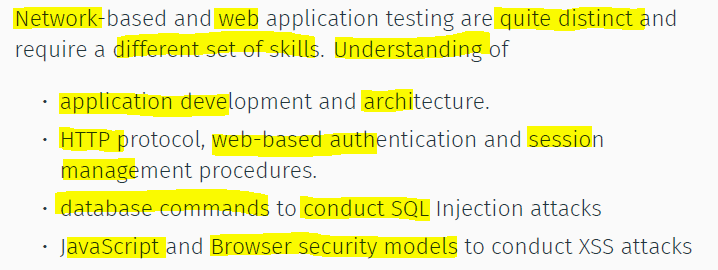 Network-based and web application testing are quite distinct and
require a different set of skills. Understanding of
• application development and architecture.
• HTTP protocol, web-based authentication and session
management procedures.
• database commands to conduct SQL Injection attacks
• JavaScript and Browser security models to conduct XSS attacks